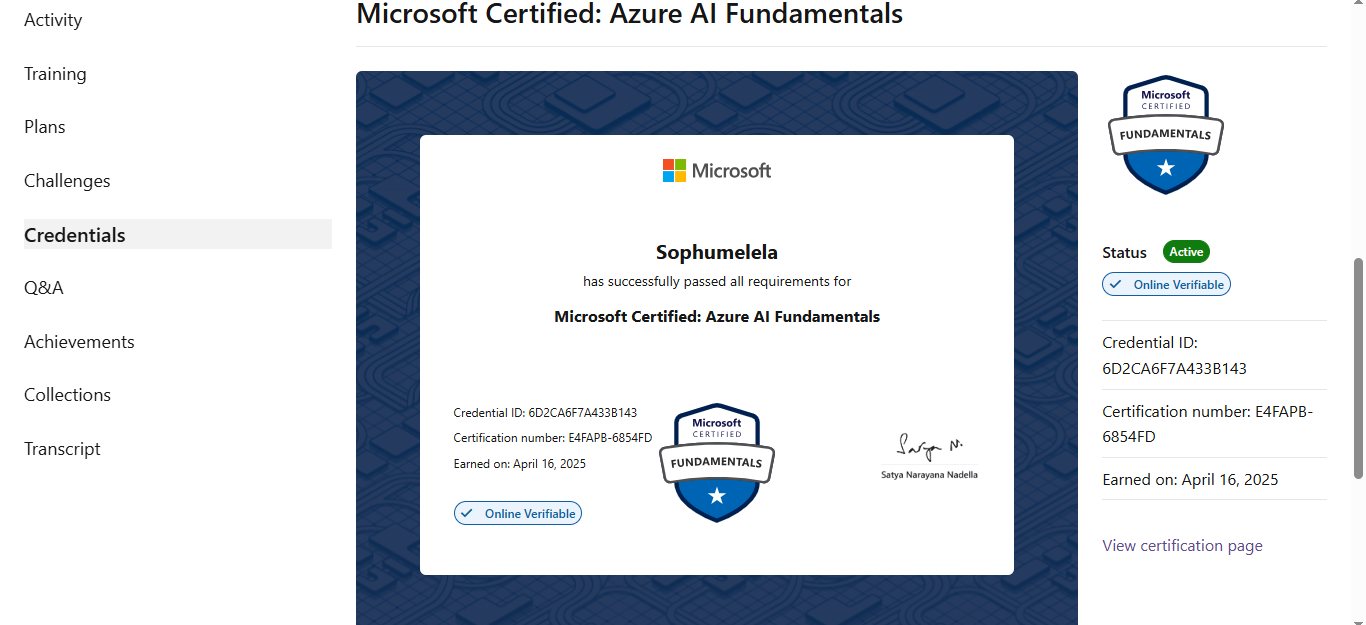 Activity
Training
Plans
Challenges
Credentials
Q&A
Achievements
Collections
Transcript
Microsoft Certified: Azure AI Fundamentals
Microsoft
Sophumelela
has successfully passed all requirements for
Microsoft Certified: Azure AI Fundamentals
Credential ID: 6D2CA6F7A433B143
Certification number: E4FAPB-6854FD
Earned on: April 16, 2025
Online Verifiable
Microsoft
CERTIFIED
FUNDAMENTALS
Satya N.
Satya Narayana Nadella
Microsoft
CERTIFIED
FUNDAMENTALS
Status Active
Online Verifiable
Credential ID:
6D2CA6F7A433B143
Certification number: E4FAPB-
6854FD
Earned on: April 16, 2025
View certification page